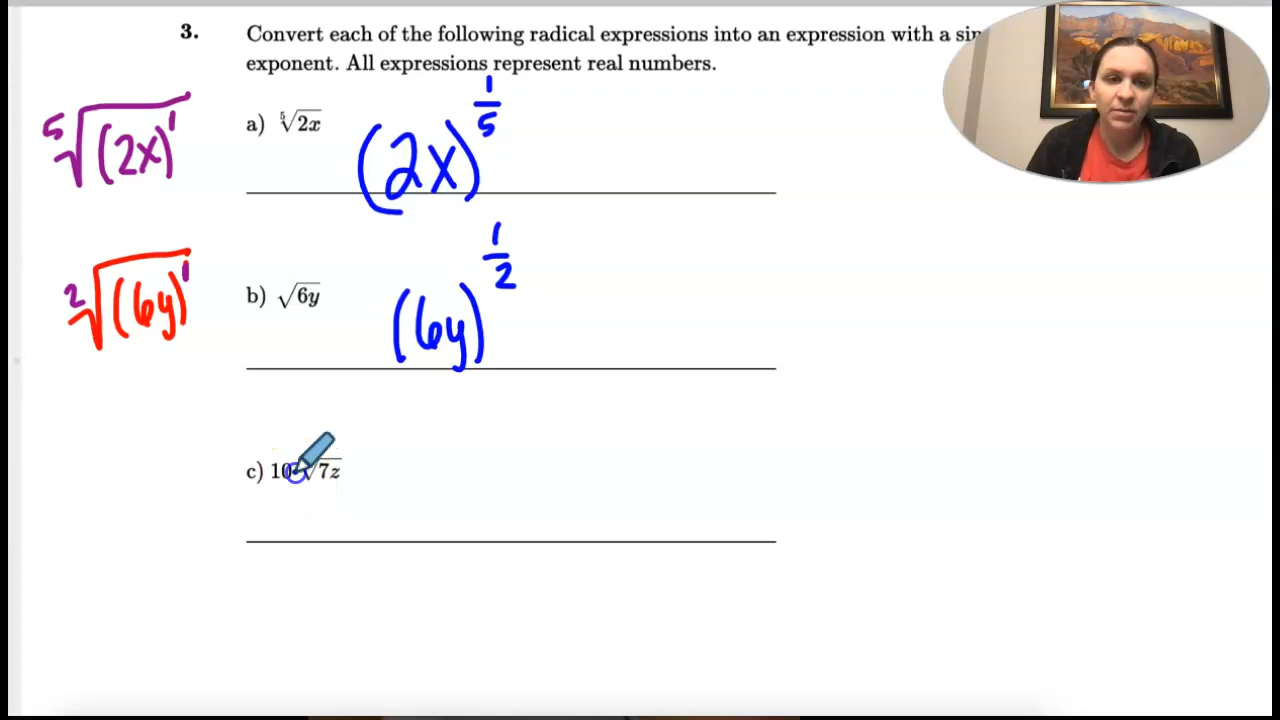 3. Convert each of the following radical expressions into an expression with a
exponent. All expressions represent real numbers.
⁵√(2x)¹
a) ⁵√2x (2x)^1/5
²√(6y)¹
b) √6y (6y)^1/2
c) 10 √7z